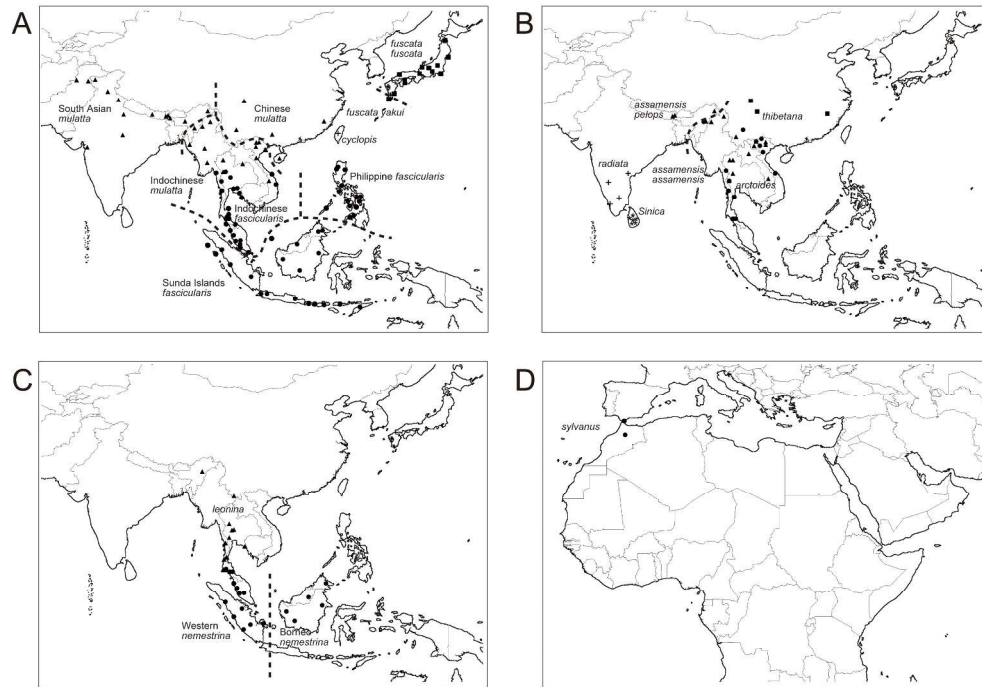 A
fuscata
fuscata
South Asian
mulatta
Chinese
mulatta
fuscata yakui
cyclopis
Indochinese
mulatta
Philippine fascicularis
Indochinese
fascicularis
Sunda Islands
fascicularis
B
assamensis
pelops
thibetana
radiata
assamensis
assamensis
arctoides
Sinica
C
leonina
Western
nemestrina
Borneo
nemestrina
D
sylvanus